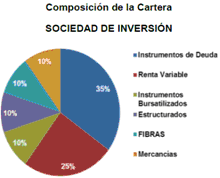 Composición de la Cartera
SOCIEDAD DE INVERSIÓN
Instrumentos de Deuda
Renta Variable
Instrumentos
Bursatilizados
Estructurados
FIBRAS
Mercancias
35%
25%
10%
10%
10%
10%